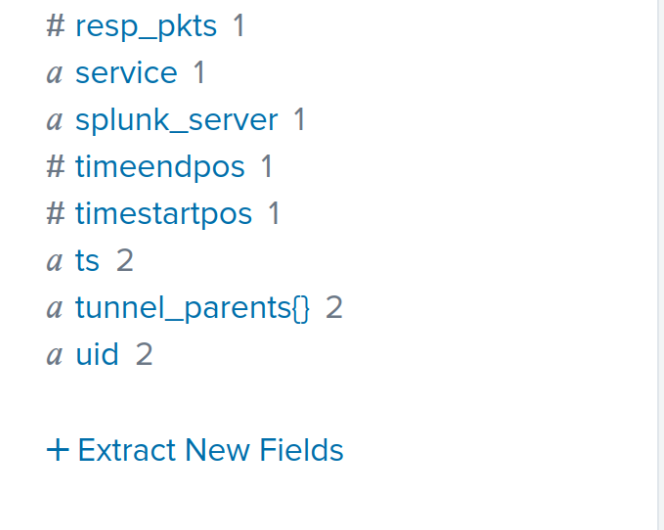 # resp_pkts 1
a service 1
a splunk_server 1
# timeendpos 1
# timestartpos 1
a ts 2
a tunnel_parents{} 2
a uid 2
+ Extract New Fields